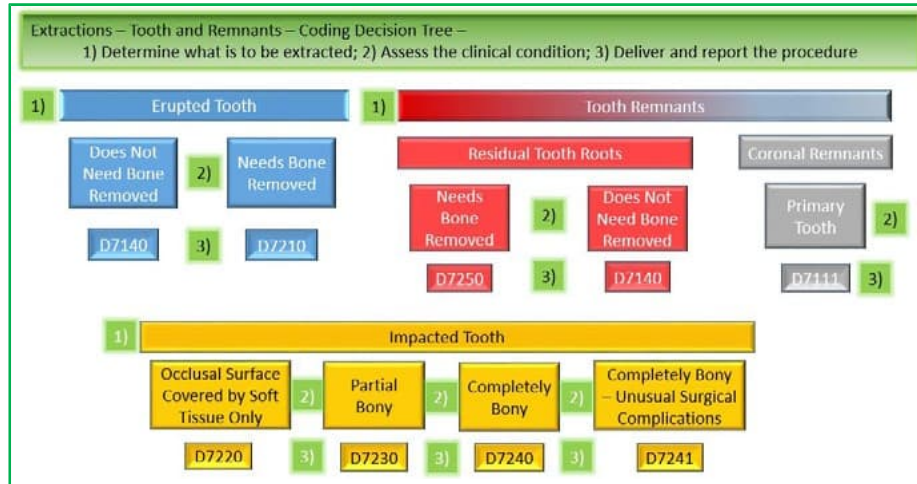 Extractions – Tooth and Remnants – Coding Decision Tree –
1) Determine what is to be extracted; 2) Assess the clinical condition; 3) Deliver and report the procedure
1) Erupted Tooth
Does Not
Need Bone
Removed
2)
Needs Bone
Removed
D7140 3) D7210
1) Tooth Remnants
Residual Tooth Roots
Needs
Bone
Removed
2)
Does Not
Need Bone
Removed
D7250 3) D7140
Coronal Remnants
Primary
Tooth
2)
D7111 3)
1) Impacted Tooth
Occlusal Surface
Covered by Soft
Tissue Only
2)
Partial
Bony
2)
Completely
Bony
2)
Completely Bony
– Unusual Surgical
Complications
D7220 3) D7230 3) D7240 3) D7241